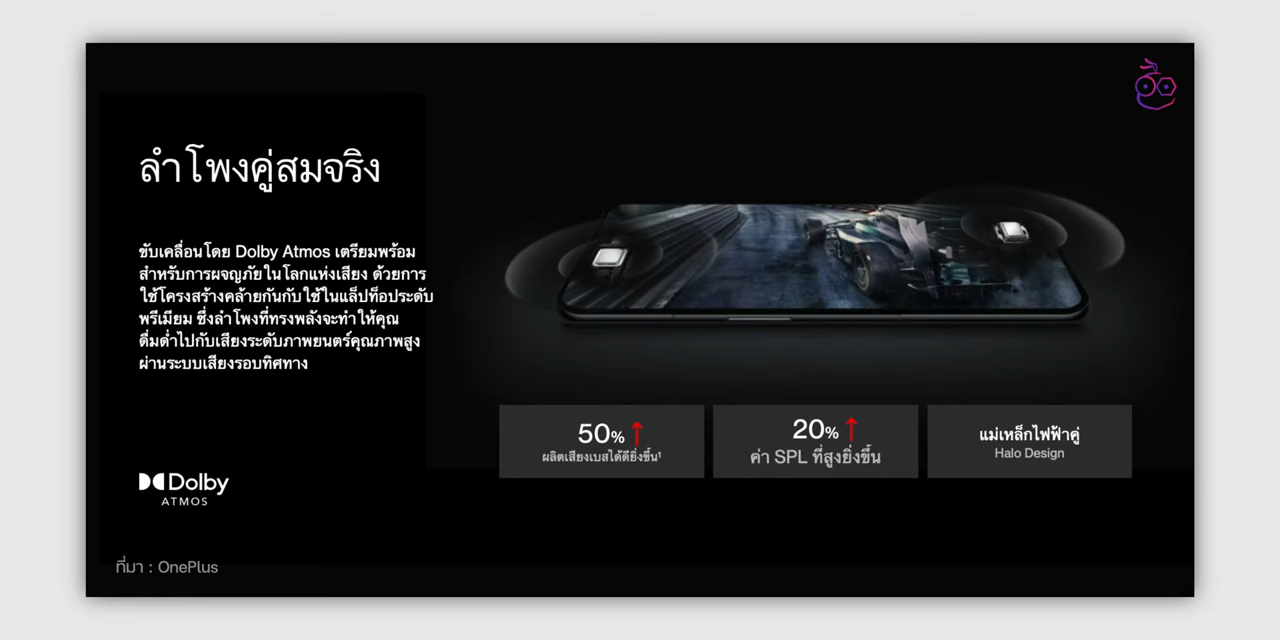 ลำโพงคู่สมจริง
ขับเคลื่อนโดย Dolby Atmos เตรียมพร้อม
สำหรับการผจญภัยในโลกแห่งเสียง ด้วยการ
ใช้โครงสร้างคล้ายกันกับใช้ในแล็ปท็อประดับ
พรีเมียม ซึ่งลำโพงที่ทรงพลังจะทำให้คุณ
ดื่มด่ำไปกับเสียงระดับภาพยนตร์คุณภาพสูง
ผ่านระบบเสียงรอบทิศทาง
50% ↑
ผลิตเสียงเบสได้ดียิ่งขึ้น¹
20% ↑
ค่า SPL ที่สูงยิ่งขึ้น
แม่เหล็กไฟฟ้าคู่
Halo Design
Dolby
ATMOS
ที่มา : OnePlus